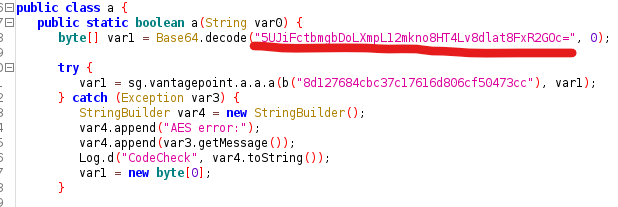 public class a {
public static boolean a(String var0) {
byte[] var1 = Base64.decode("5UJiFctbmgbDoLXmpL12mkno8HT4Lv8dlat8FxR2GOc=", 0);
try {
var1 = sg.vantagepoint.a.a.a(b("8d127684cbc37c17616d806cf50473cc"), var1);
} catch (Exception var3) {
StringBuilder var4 = new StringBuilder();
var4.append("AES error:");
var4.append(var3.getMessage());
Log.d("CodeCheck", var4.toString());
var1 = new byte[0];
}